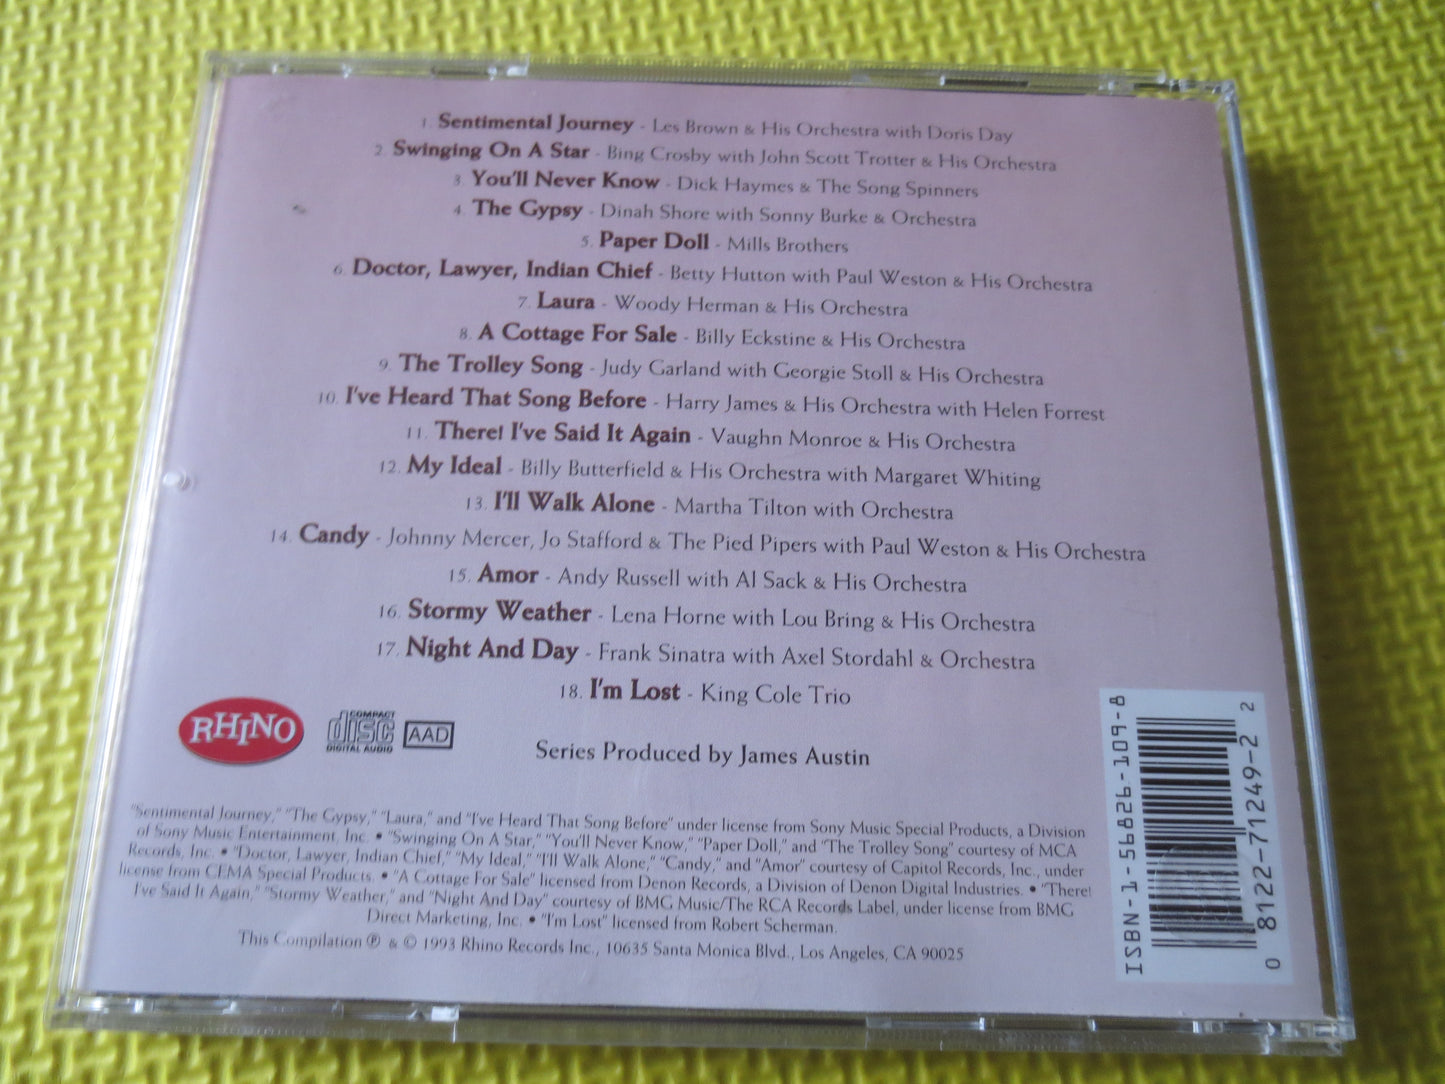 1. Sentimental Journey - Les Brown & His Orchestra with Doris Day
2. Swinging On A Star - Bing Crosby with John Scott Trotter & His Orchestra
3. You'll Never Know - Dick Haymes & The Song Spinners
4. The Gypsy - Dinah Shore with Sonny Burke & Orchestra
5. Paper Doll - Mills Brothers
6. Doctor, Lawyer, Indian Chief - Betty Hutton with Paul Weston & His Orchestra
7. Laura - Woody Herman & His Orchestra
8. A Cottage For Sale - Billy Eckstine & His Orchestra
9. The Trolley Song - Judy Garland with Georgie Stoll & His Orchestra
10. I've Heard That Song Before - Harry James & His Orchestra with Helen Forrest
11. There! I've Said It Again - Vaughn Monroe & His Orchestra
12. My Ideal - Billy Butterfield & His Orchestra with Margaret Whiting
13. I'll Walk Alone - Martha Tilton with Orchestra
14. Candy - Johnny Mercer, Jo Stafford & The Pied Pipers with Paul Weston & His Orchestra
15. Amor - Andy Russell with Al Sack & His Orchestra
16. Stormy Weather - Lena Horne with Lou Bring & His Orchestra
17. Night And Day - Frank Sinatra with Axel Stordahl & Orchestra
18. I'm Lost - King Cole Trio
RHINO
COMPACT
disc
DIGITAL AUDIO
AAD
Series Produced by James Austin
"Sentimental Journey," "The Gypsy," "Laura," and "I've Heard That Song Before" under license from Sony Music Special Products, a Division
of Sony Music Entertainment, Inc. • "Swinging On A Star," "You'll Never Know," "Paper Doll," and "The Trolley Song" courtesy of MCA
Records, Inc. • "Doctor, Lawyer, Indian Chief," "My Ideal," "I'll Walk Alone," "Candy," and "Amor" courtesy of Capitol Records, Inc., under
license from CEMA Special Products. • "A Cottage For Sale" licensed from Denon Records, a Division of Denon Digital Industries. • "There!
I've Said It Again," "Stormy Weather," and "Night And Day" courtesy of BMG Music/The RCA Records Label, under license from BMG
Direct Marketing, Inc. • "I'm Lost" licensed from Robert Scherman.
This Compilation ℗ & © 1993 Rhino Records Inc., 10635 Santa Monica Blvd., Los Angeles, CA 90025
ISBN-1-56826-109-8
0 8122-71249-2 2